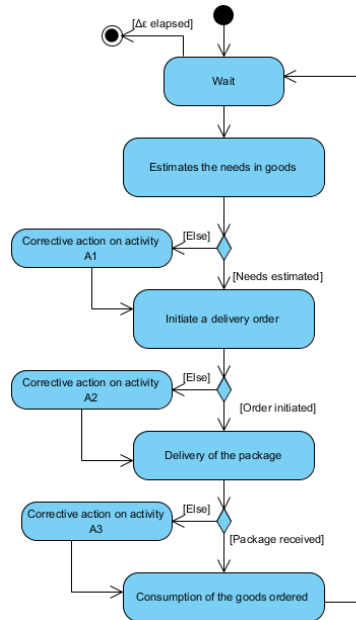 [Δε elapsed]
Wait
Estimates the needs in goods
[Else]
Corrective action on activity
A1
[Needs estimated]
Initiate a delivery order
[Else]
Corrective action on activity
A2
[Order initiated]
Delivery of the package
[Else]
Corrective action on activity
A3
[Package received]
Consumption of the goods ordered